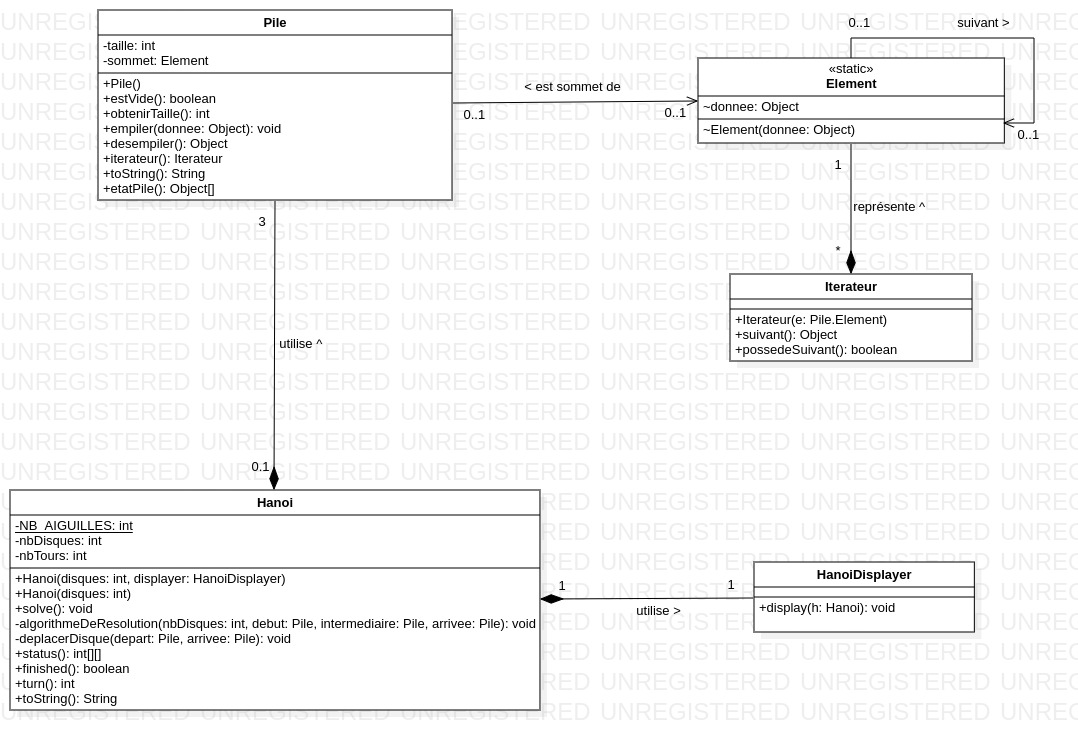 Pile
-taille: int
-sommet: Element
+Pile()
+estVide(): boolean
+obtenirTaille(): int
+empiler(donnee: Object): void
+desempiler(): Object
+iterateur(): Iterateur
+toString(): String
+etatPile(): Object[]
< est sommet de
0..1
0..1
0..1
suivant >
«static»
Element
~donnee: Object
~Element(donnee: Object)
0..1
1
représente ^
*
Iterateur
+Iterateur(e: Pile.Element)
+suivant(): Object
+possedeSuivant(): boolean
3
utilise ^
0.1
Hanoi
-NB_AIGUILLES: int
-nbDisques: int
-nbTours: int
+Hanoi(disques: int, displayer: HanoiDisplayer)
+Hanoi(disques: int)
+solve(): void
-algorithmeDeResolution(nbDisques: int, debut: Pile, intermediaire: Pile, arrivee: Pile): void
-deplacerDisque(depart: Pile, arrivee: Pile): void
+status(): int[][]
+finished(): boolean
+turn(): int
+toString(): String
1
utilise >
1
HanoiDisplayer
+display(h: Hanoi): void
UNREGISTERED